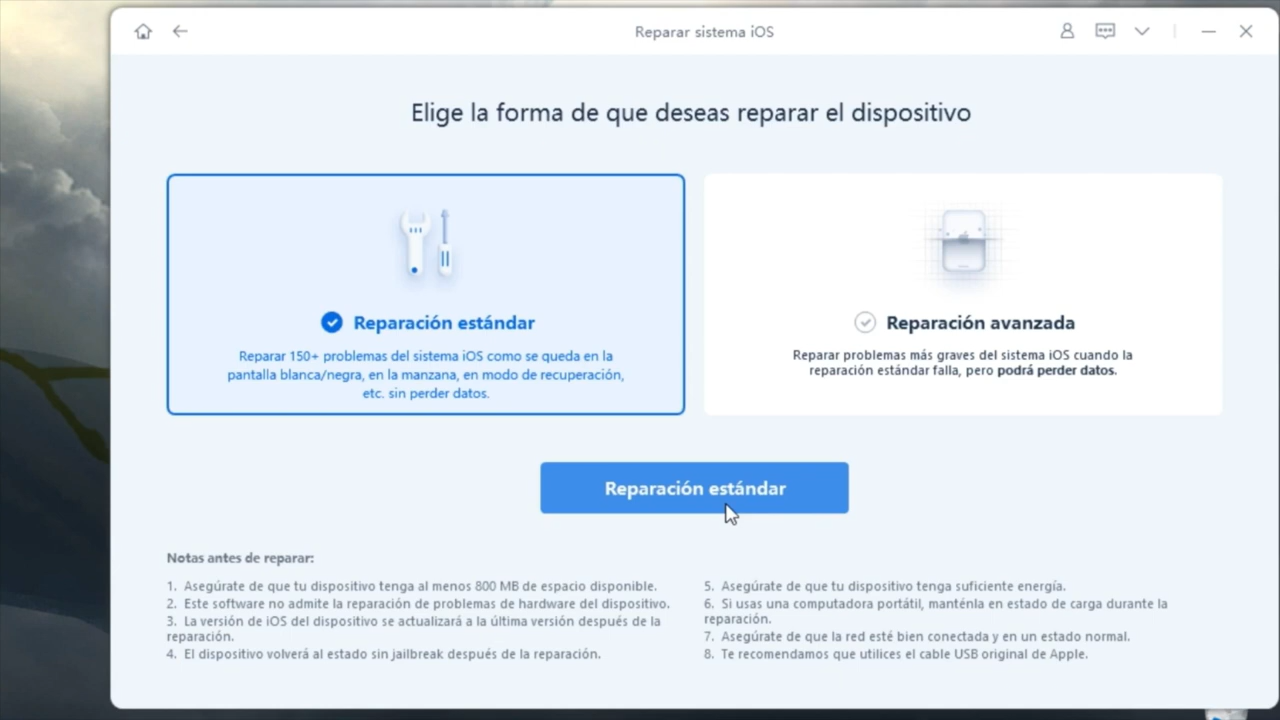 Reparar sistema iOS
Elige la forma de que deseas reparar el dispositivo
Reparación estándar
Reparar 150+ problemas del sistema iOS como se queda en la
pantalla blanca/negra, en la manzana, en modo de recuperación,
etc. sin perder datos.
Reparación avanzada
Reparar problemas más graves del sistema iOS cuando la
reparación estándar falla, pero podrá perder datos.
Reparación estándar
Notas antes de reparar:
1. Asegúrate de que tu dispositivo tenga al menos 800 MB de espacio disponible.
2. Este software no admite la reparación de problemas de hardware del dispositivo.
3. La versión de iOS del dispositivo se actualizará a la última versión después de la
reparación.
4. El dispositivo volverá al estado sin jailbreak después de la reparación.
5. Asegúrate de que tu dispositivo tenga suficiente energía.
6. Si usas una computadora portátil, manténla en estado de carga durante la
reparación.
7. Asegúrate de que la red esté bien conectada y en un estado normal.
8. Te recomendamos que utilices el cable USB original de Apple.